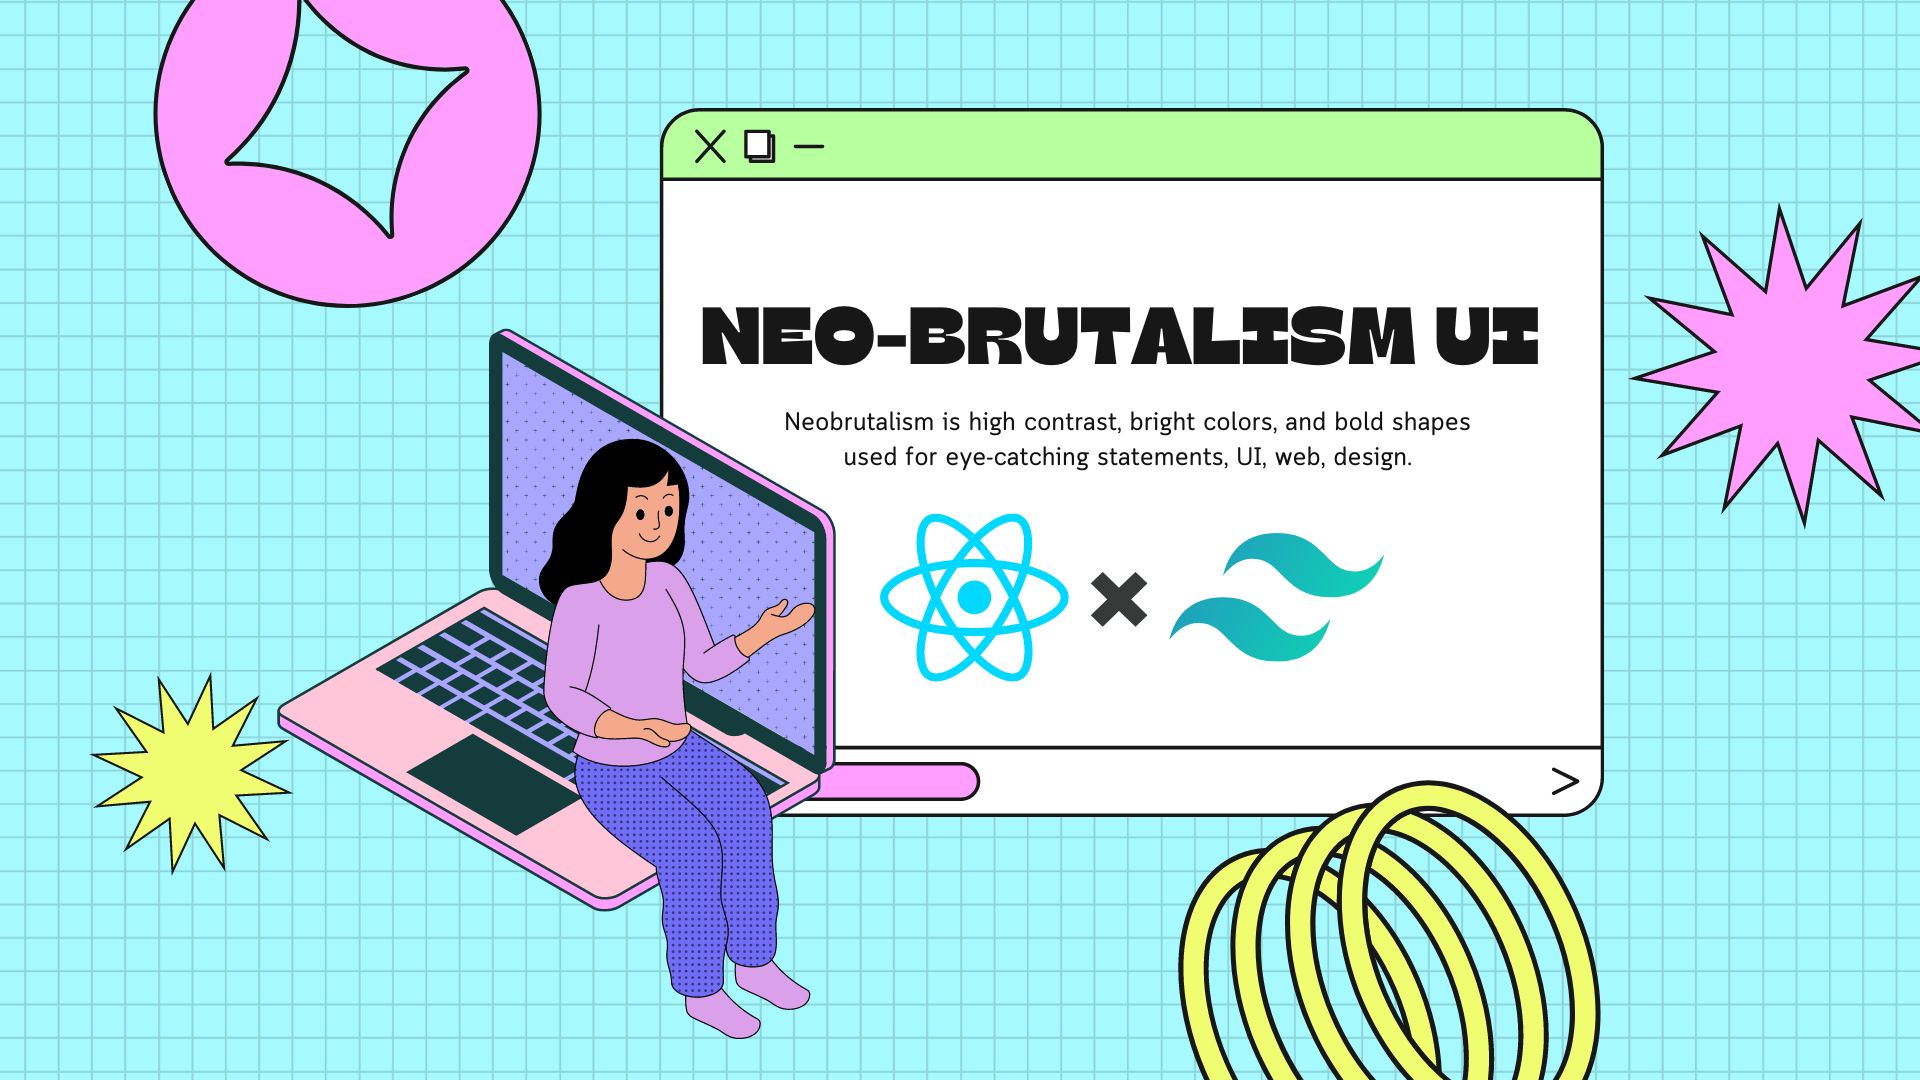 NEO-BRUTALISM UI
Neobrutalism is high contrast, bright colors, and bold shapes
used for eye-catching statements, UI, web, design.